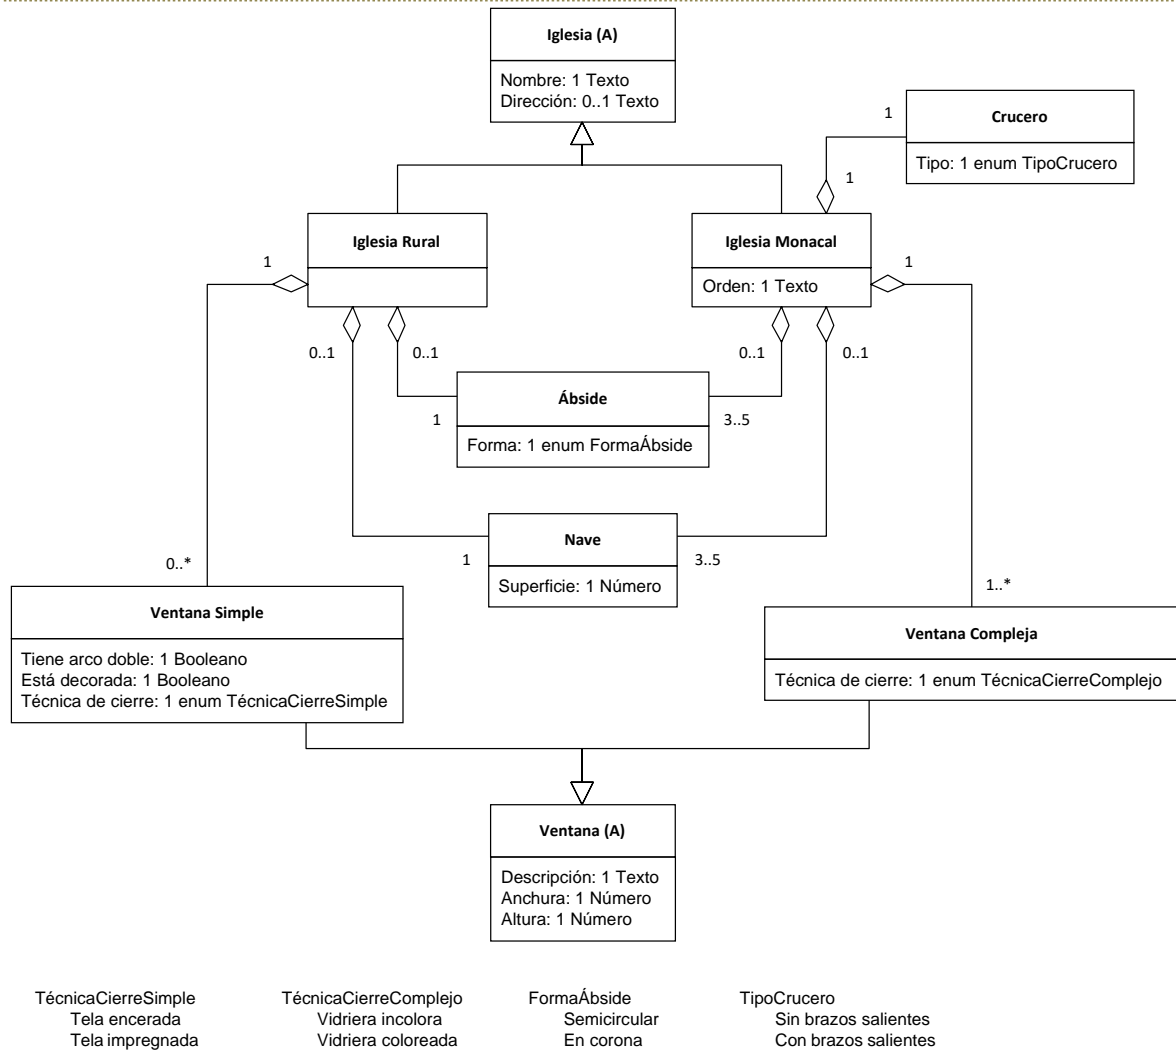 Iglesia (A)
Nombre: 1 Texto
Dirección: 0..1 Texto
Crucero
Tipo: 1 enum TipoCrucero
1
1
Iglesia Rural
Iglesia Monacal
Orden: 1 Texto
1
1
0..1
0..1
0..1
0..1
Ábside
Forma: 1 enum FormaÁbside
1
3..5
Nave
Superficie: 1 Número
1
3..5
0..*
1..*
Ventana Simple
Tiene arco doble: 1 Booleano
Está decorada: 1 Booleano
Técnica de cierre: 1 enum TécnicaCierreSimple
Ventana Compleja
Técnica de cierre: 1 enum TécnicaCierreComplejo
Ventana (A)
Descripción: 1 Texto
Anchura: 1 Número
Altura: 1 Número
TécnicaCierreSimple
Tela encerada
Tela impregnada
TécnicaCierreComplejo
Vidriera incolora
Vidriera coloreada
FormaÁbside
Semicircular
En corona
TipoCrucero
Sin brazos salientes
Con brazos salientes